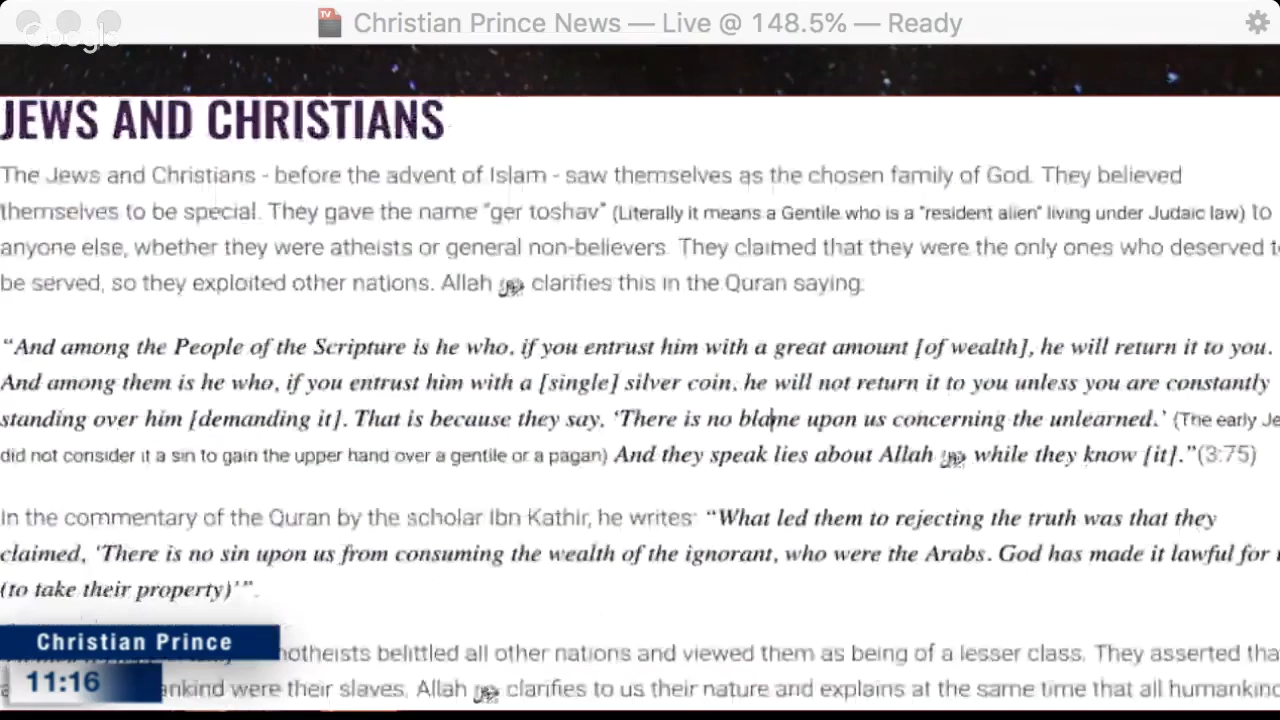 Google
TV
Christian Prince News — Live @ 148.5% — Ready
JEWS AND CHRISTIANS
The Jews and Christians - before the advent of Islam - saw themselves as the chosen family of God. They believed
themselves to be special. They gave the name "ger toshav" (Literally it means a Gentile who is a "resident alien" living under Judaic law) to
anyone else, whether they were atheists or general non-believers. They claimed that they were the only ones who deserved t
be served, so they exploited other nations. Allah clarifies this in the Quran saying:
“And among the People of the Scripture is he who, if you entrust him with a great amount [of wealth], he will return it to you.
And among them is he who, if you entrust him with a [single] silver coin, he will not return it to you unless you are constantly
standing over him [demanding it]. That is because they say, ‘There is no blame upon us concerning the unlearned.’ (The early Je
did not consider it a sin to gain the upper hand over a gentile or a pagan) And they speak lies about Allah while they know [it].”(3:75)
In the commentary of the Quran by the scholar Ibn Kathir, he writes: “What led them to rejecting the truth was that they
claimed, ‘There is no sin upon us from consuming the wealth of the ignorant, who were the Arabs. God has made it lawful for
(to take their property)’”.
Christian Prince
notheists belittled all other nations and viewed them as being of a lesser class. They asserted tha
11:16
ankind were their slaves. Allah clarifies to us their nature and explains at the same time that all humankind